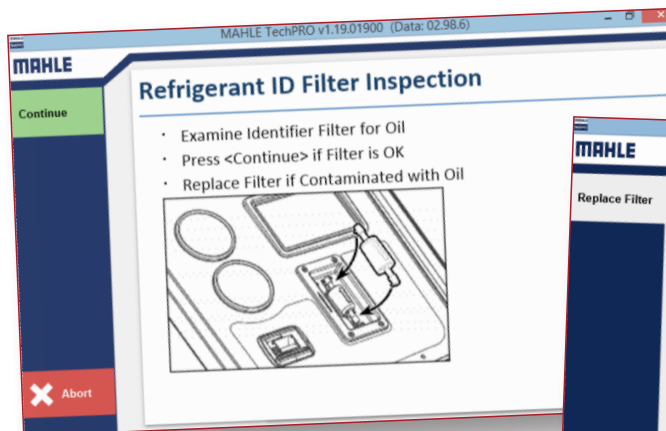 MAHLE TechPRO v1.19.01900 (Data: 02.98.6)
MAHLE
Continue
Refrigerant ID Filter Inspection
· Examine Identifier Filter for Oil
· Press <Continue> if Filter is OK
· Replace Filter if Contaminated with Oil
Abort
MAHLE
Replace Filter